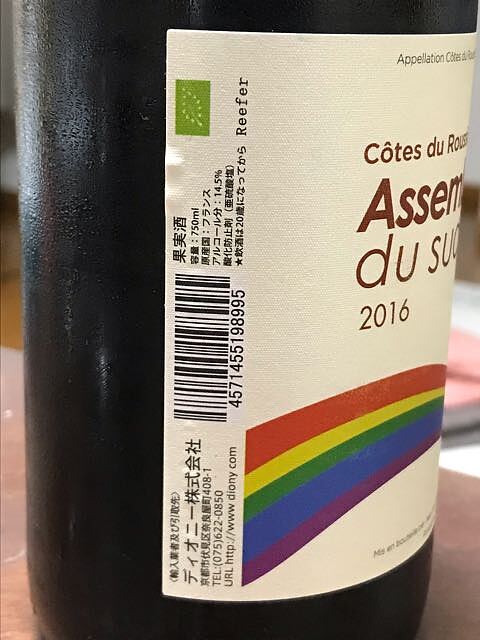 Appellation Côtes du
Côtes du
Assem
du
2016
Mis en bouteille par
果実酒
容量：750ml
原産国：フランス
アルコール分：14.5%
酸化防止剤（亜硫酸塩）
★飲酒は20歳になってから Reefer
4571455198995
〈輸入業者及び引取先〉
ディオニー株式会社
京都市伏見区奈良屋町408-1
TEL:(075)622-0850
URL http://www diony com